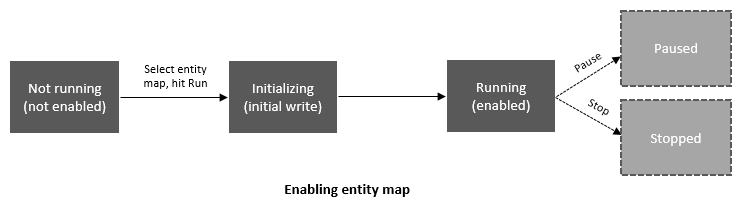 Not running
(not enabled)
Select entity
map, hit Run
Initializing
(initial write)
Running
(enabled)
Pause
Paused
Stop
Stopped
Enabling entity map